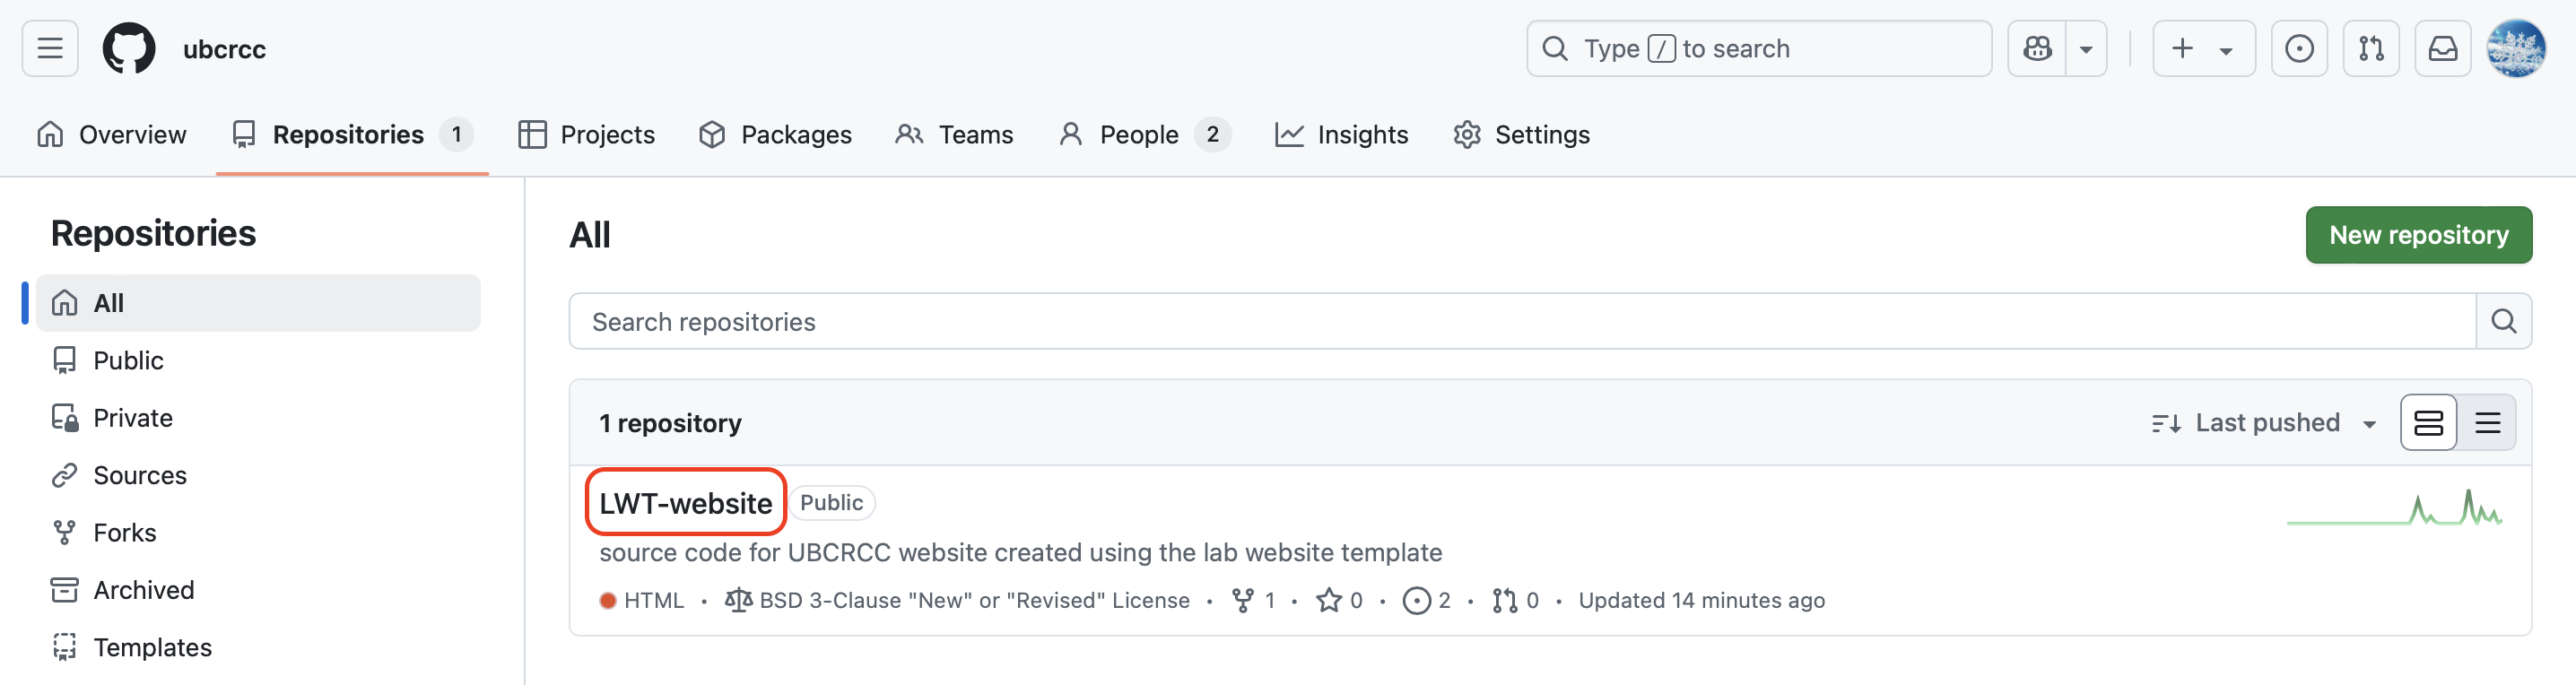 ubcrcc
Type / to search
Overview
Repositories 1
Projects
Packages
Teams
People 2
Insights
Settings
Repositories
All
Public
Private
Sources
Forks
Archived
Templates
All
New repository
Search repositories
1 repository
Last pushed
LWT-website Public
source code for UBCRCC website created using the lab website template
HTML · BSD 3-Clause "New" or "Revised" License · 1 · 0 · 2 · 0 · Updated 14 minutes ago